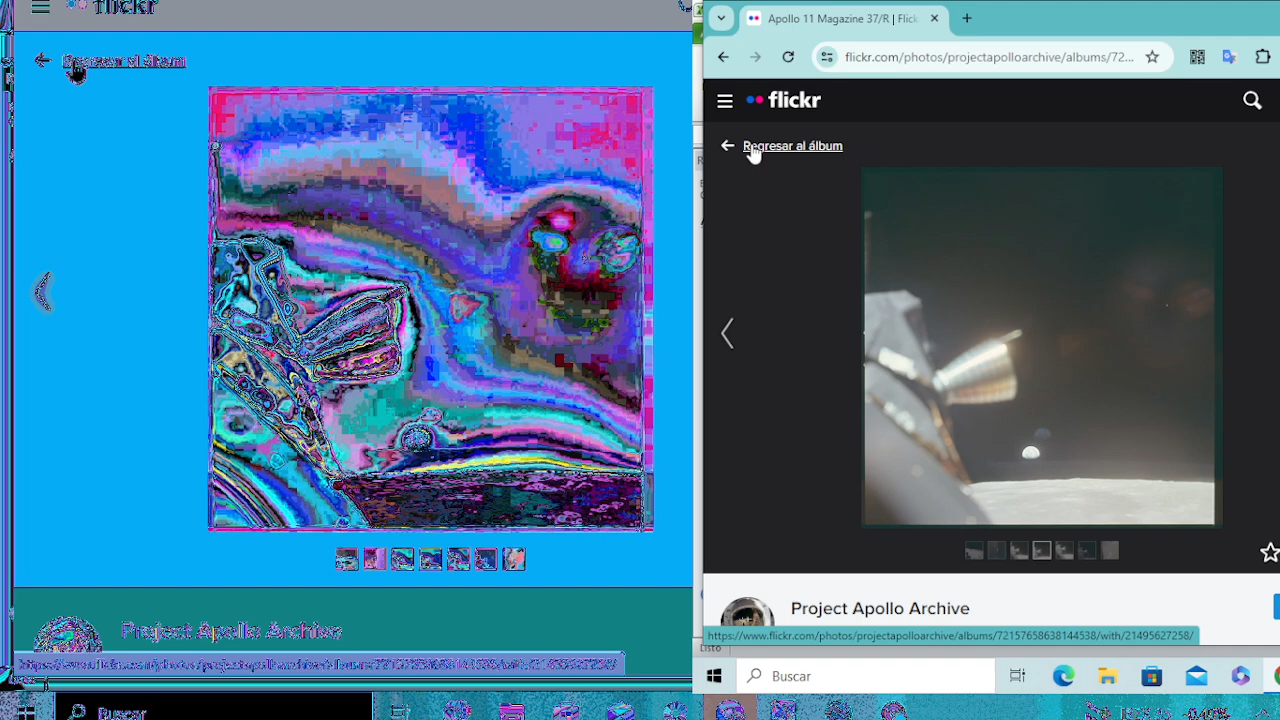 flickr
Regresar al álbum
Project Apollo Archive
Buscar
Apollo 11 Magazine 37/R | Flick
flickr.com/photos/projectapolloarchive/albums/72...
flickr
Regresar al álbum
Project Apollo Archive
https://www.flickr.com/photos/projectapolloarchive/albums/72157658638144538/with/21495627258/
Listo
Buscar